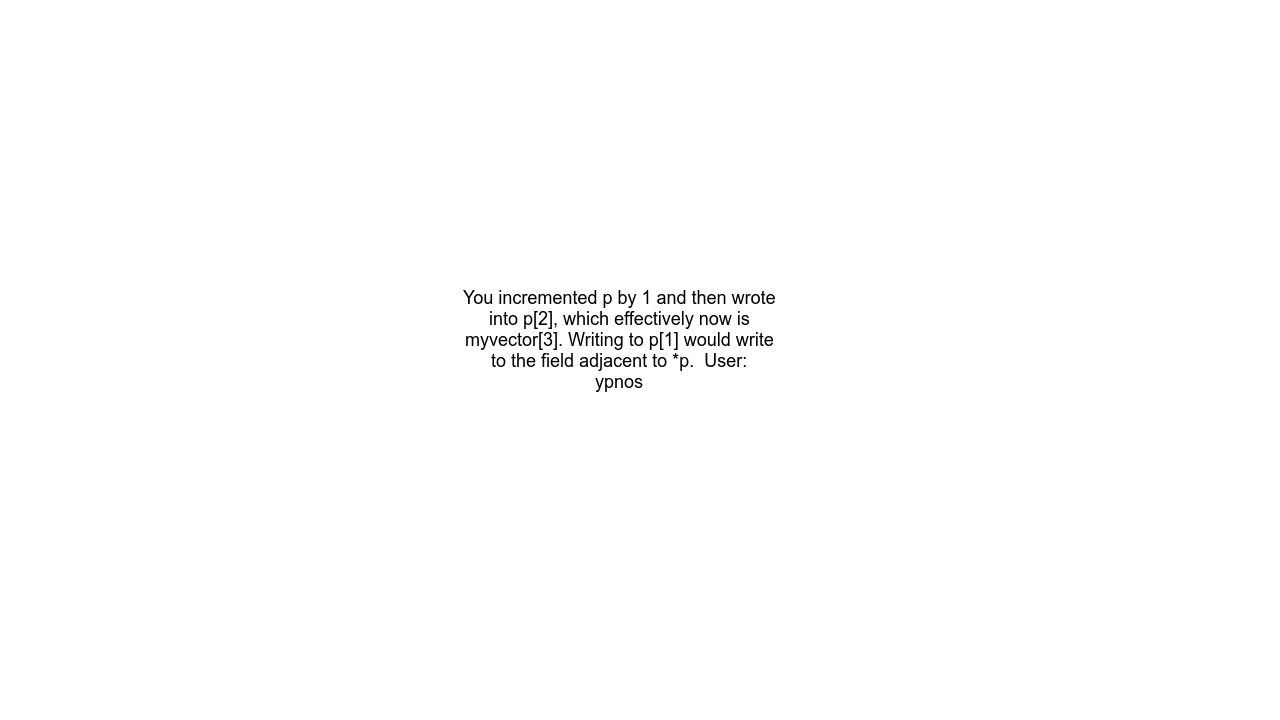 You incremented p by 1 and then wrote
into p[2], which effectively now is
myvector[3]. Writing to p[1] would write
to the field adjacent to *p.  User:
ypnos